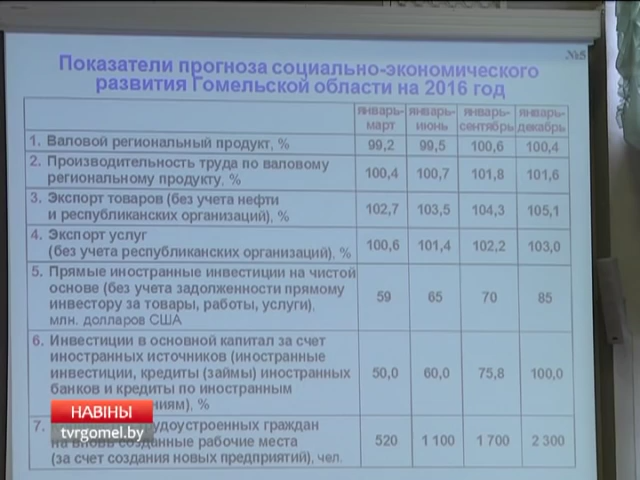 №5
Показатели прогноза социально-экономического
развития Гомельской области на 2016 год
январь-март январь-июнь январь-сентябрь январь-декабрь
1. Валовой региональный продукт, % 99,2 99,5 100,6 100,4
2. Производительность труда по валовому
региональному продукту, % 100,4 100,7 101,8 101,6
3. Экспорт товаров (без учета нефти
и республиканских организаций), % 102,7 103,5 104,3 105,1
4. Экспорт услуг
(без учета республиканских организаций), % 100,6 101,4 102,2 103,0
5. Прямые иностранные инвестиции на чистой
основе (без учета задолженности прямому
инвестору за товары, работы, услуги), 59 65 70 85
млн. долларов США
6. Инвестиции в основной капитал за счет
иностранных источников (иностранные
инвестиции, кредиты (займы) иностранных 50,0 60,0 75,8 100,0
банков и кредиты по иностранным
%
7. граждан
на вновь созданные рабочие места 520 1 100 1 700 2 300
(за счет создания новых предприятий), чел.
НАВІНЫ
tvrgomel.by